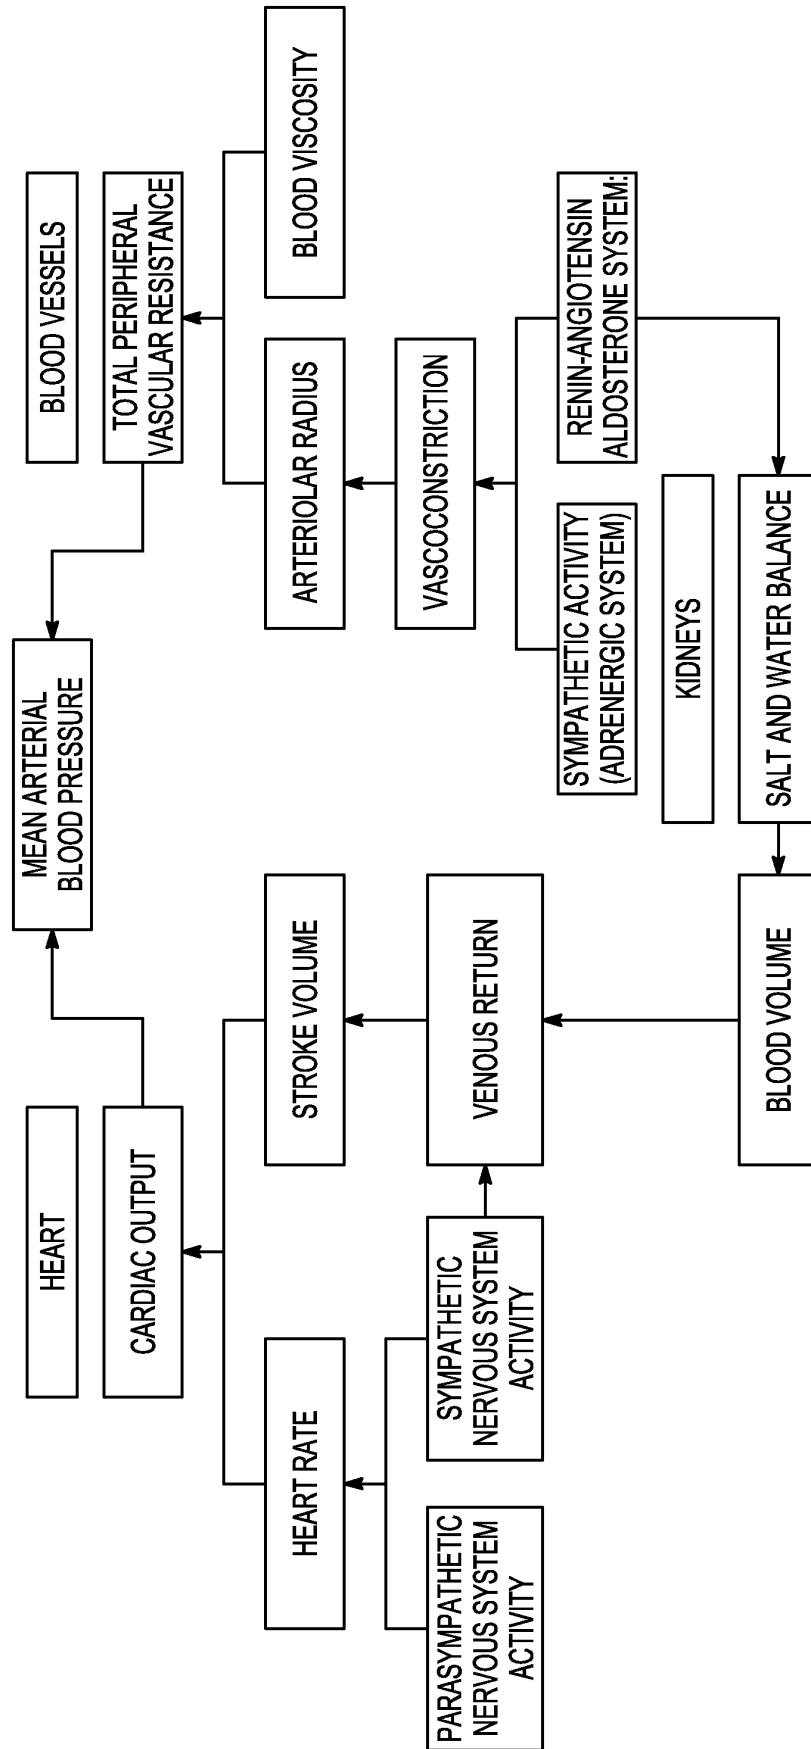 MEAN ARTERIAL
BLOOD PRESSURE
HEART
BLOOD VESSELS
CARDIAC OUTPUT
TOTAL PERIPHERAL
VASCULAR RESISTANCE
HEART RATE
STROKE VOLUME
ARTERIOLAR RADIUS
BLOOD VISCOSITY
PARASYMPATHETIC
NERVOUS SYSTEM
ACTIVITY
SYMPATHETIC
NERVOUS SYSTEM
ACTIVITY
VENOUS RETURN
VASOCONSTRICTION
SYMPATHETIC ACTIVITY
(ADRENERGIC SYSTEM)
RENIN-ANGIOTENSIN
ALDOSTERONE SYSTEM:
KIDNEYS
BLOOD VOLUME
SALT AND WATER BALANCE